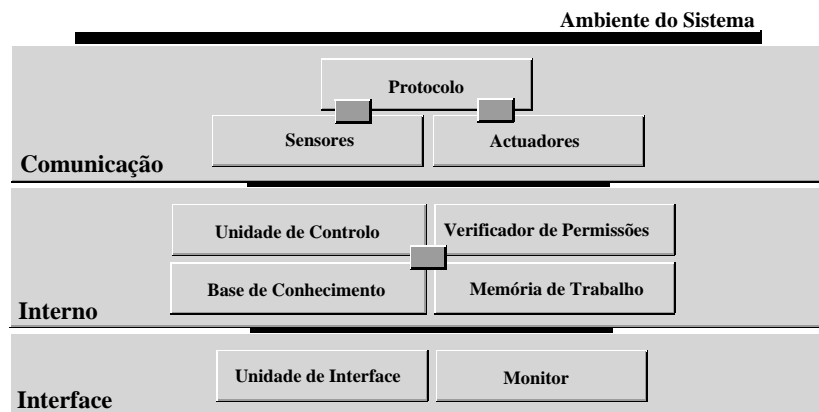 Ambiente do Sistema
Protocolo
Sensores
Actuadores
Comunicação
Unidade de Controlo
Verificador de Permissões
Base de Conhecimento
Memória de Trabalho
Interno
Unidade de Interface
Monitor
Interface